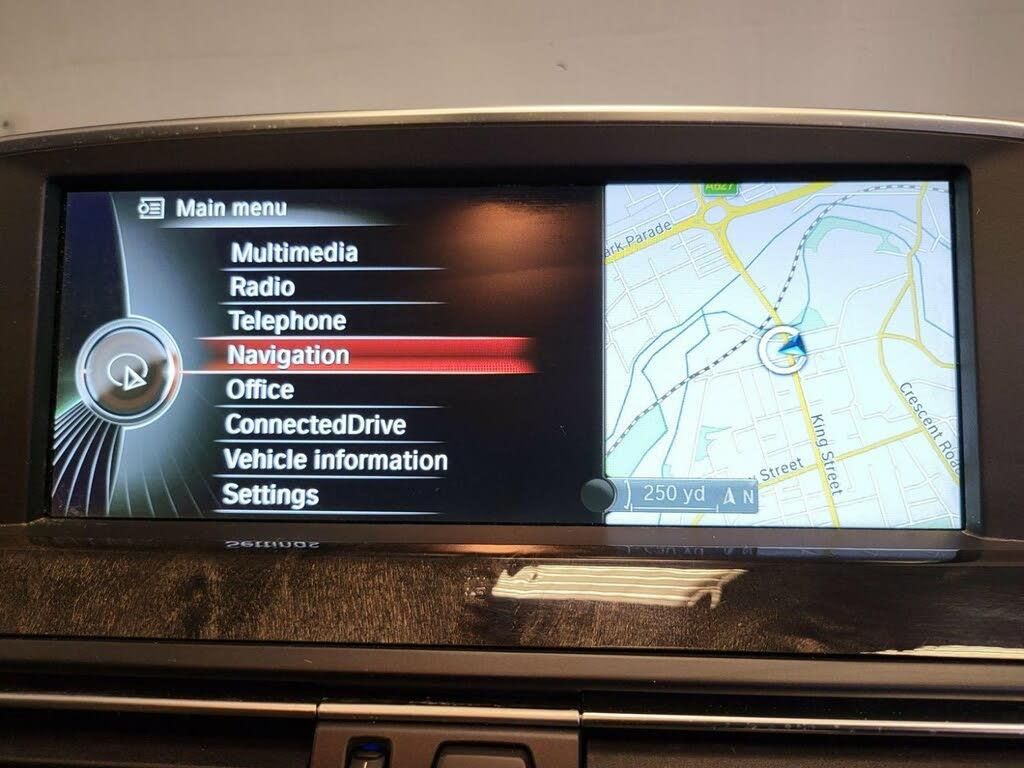 Main menu
Multimedia
Radio
Telephone
Navigation
Office
ConnectedDrive
Vehicle information
Settings
A627
ark Parade
King Street
Crescent Road
Street
250 yd
N